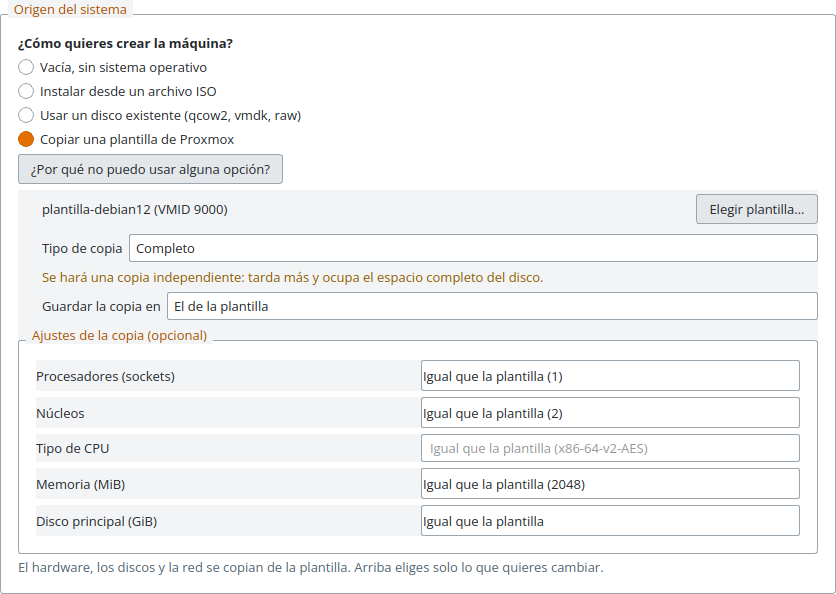 Origen del sistema
¿Cómo quieres crear la máquina?
Vacía, sin sistema operativo
Instalar desde un archivo ISO
Usar un disco existente (qcow2, vmdk, raw)
Copiar una plantilla de Proxmox
¿Por qué no puedo usar alguna opción?
plantilla-debian12 (VMID 9000)
Elegir plantilla...
Tipo de copia
Completo
Se hará una copia independiente: tarda más y ocupa el espacio completo del disco.
Guardar la copia en
El de la plantilla
Ajustes de la copia (opcional)
Procesadores (sockets)
Igual que la plantilla (1)
Núcleos
Igual que la plantilla (2)
Tipo de CPU
Igual que la plantilla (x86-64-v2-AES)
Memoria (MiB)
Igual que la plantilla (2048)
Disco principal (GiB)
Igual que la plantilla
El hardware, los discos y la red se copian de la plantilla. Arriba eliges solo lo que quieres cambiar.